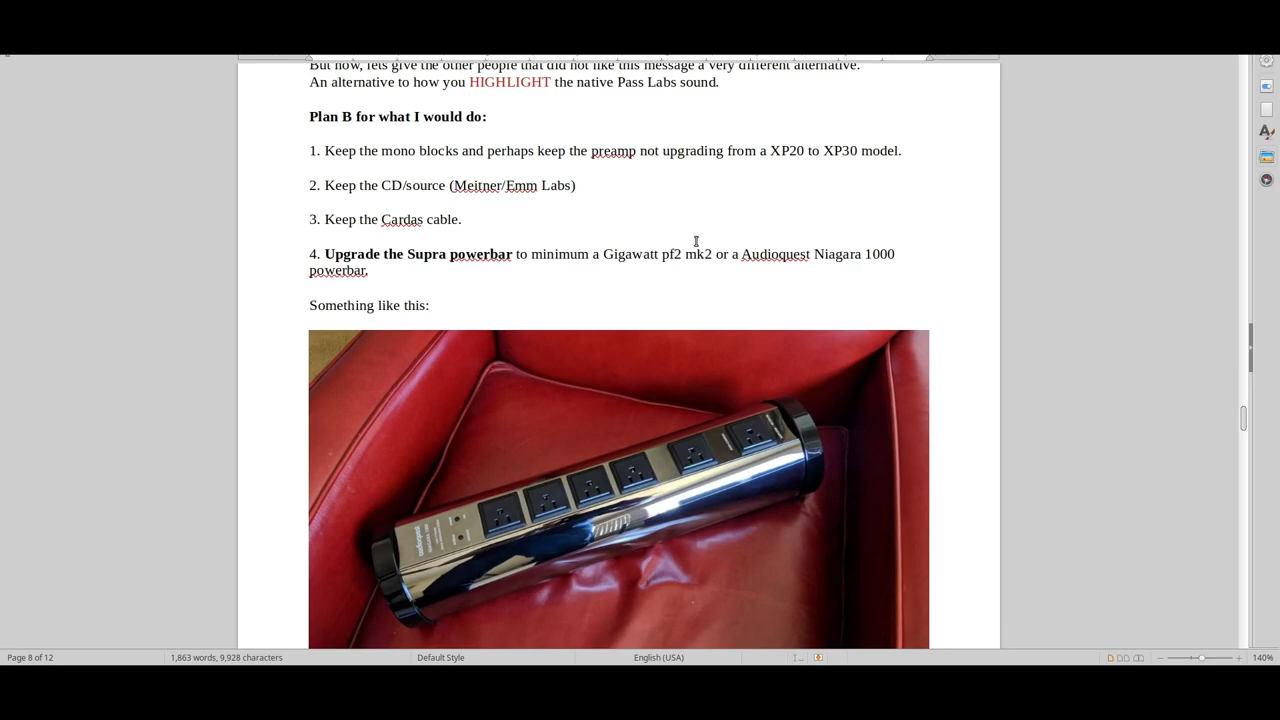 But now, lets give the other people that did not like this message a very different alternative.
An alternative to how you HIGHLIGHT the native Pass Labs sound.
Plan B for what I would do:
1. Keep the mono blocks and perhaps keep the preamp not upgrading from a XP20 to XP30 model.
2. Keep the CD/source (Meitner/Emm Labs)
3. Keep the Cardas cable.
4. Upgrade the Supra powerbar to minimum a Gigawatt pf2 mk2 or a Audioquest Niagara 1000
powerbar.
Something like this:
audioquest
Page 8 of 12
1,863 words, 9,928 characters
Default Style
English (USA)
140%